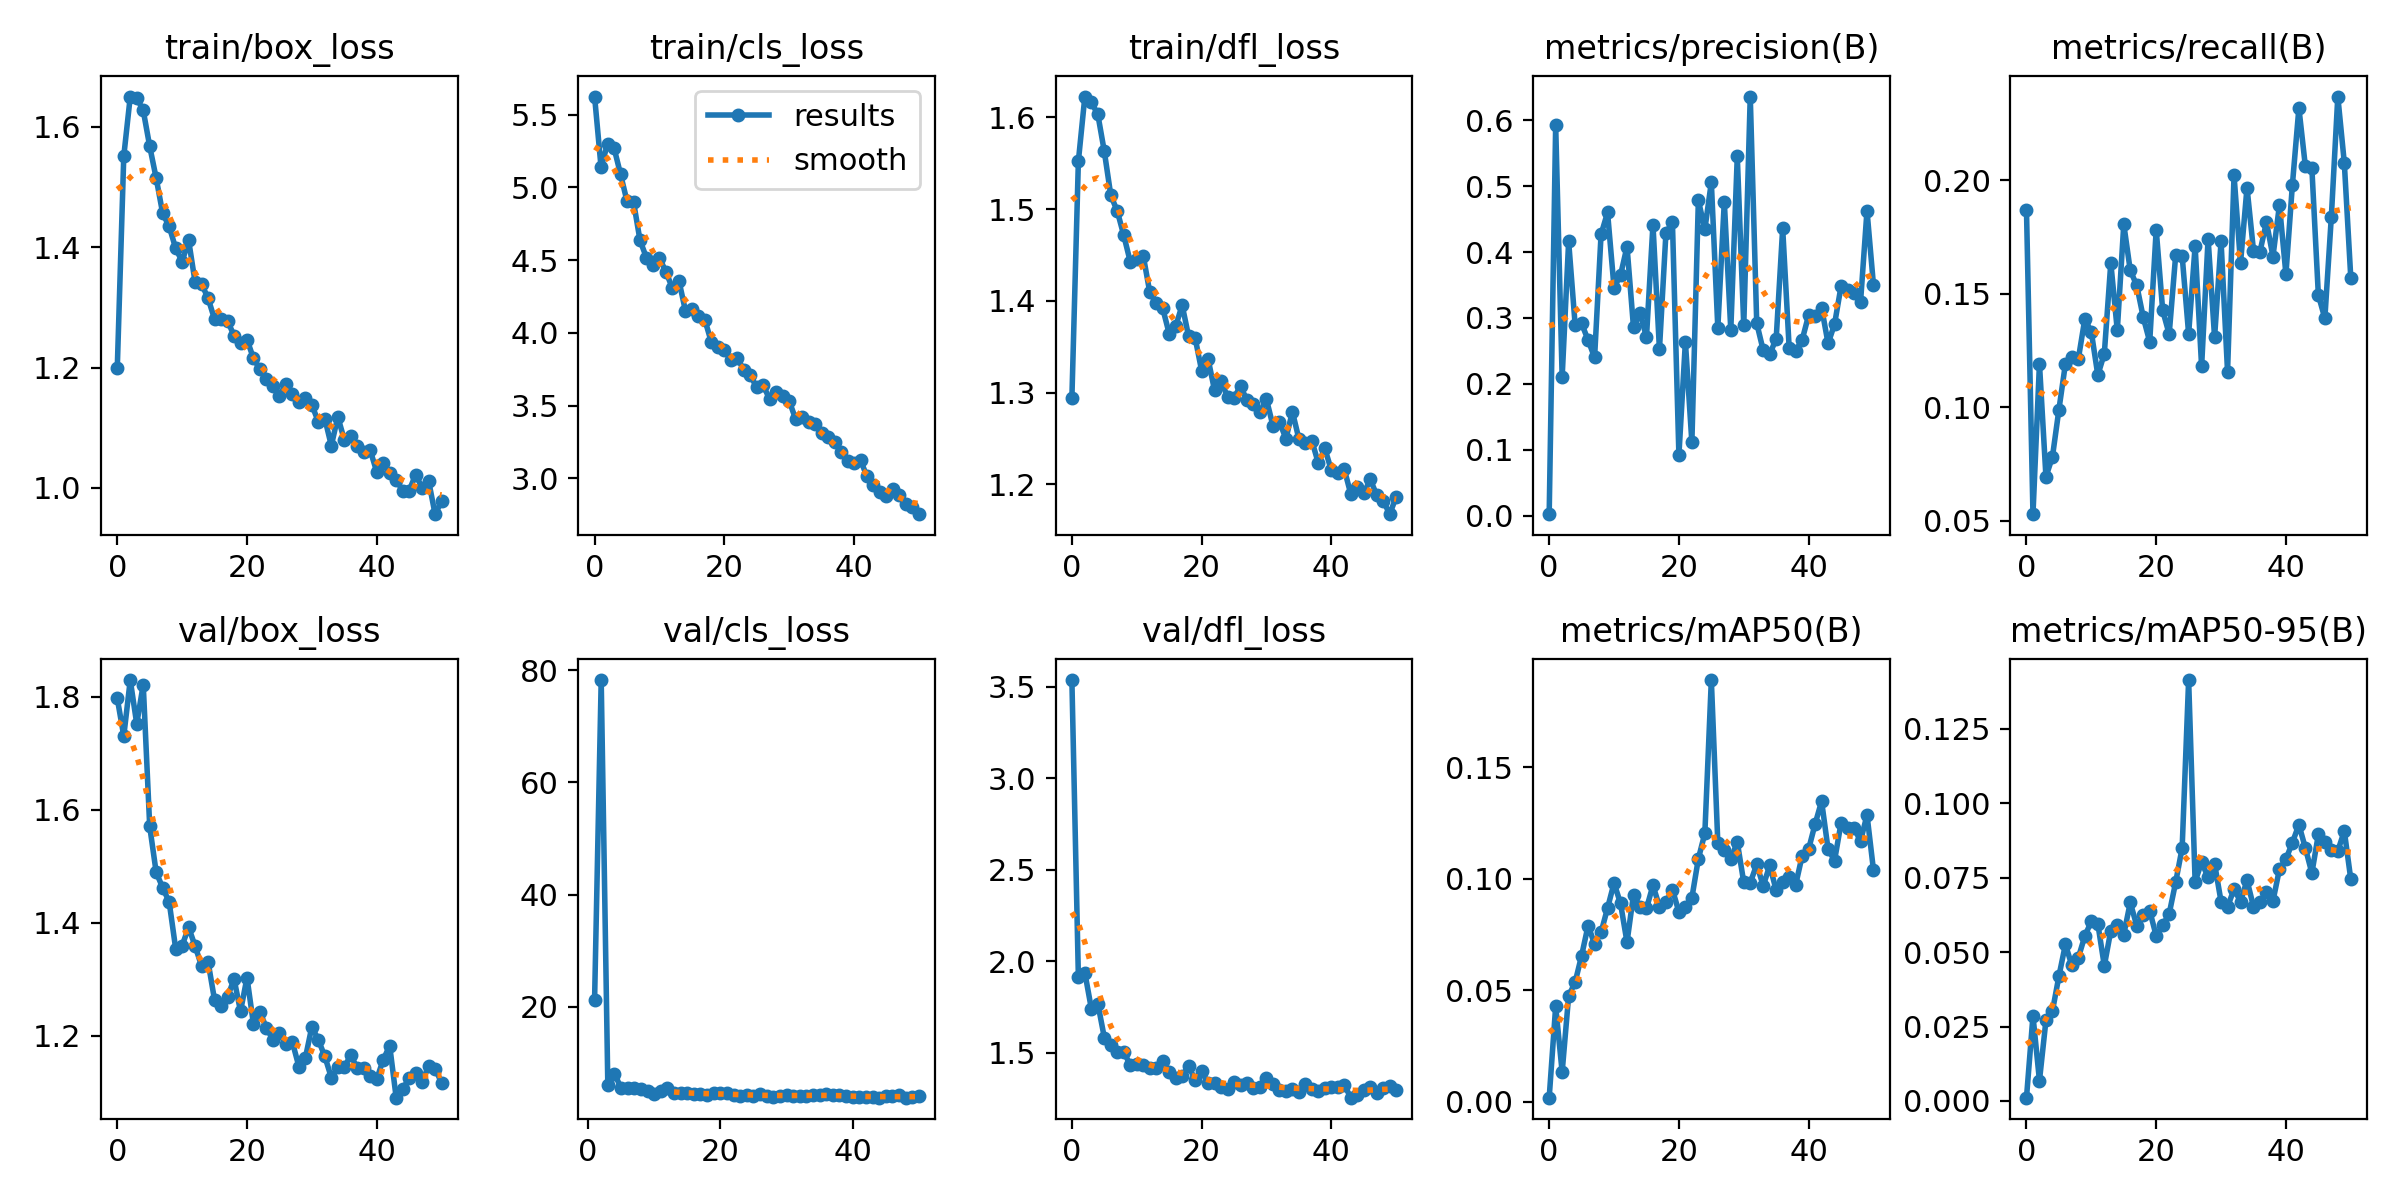 train/box_loss
1.6
1.4
1.2
1.0
0 20 40
train/cls_loss
results
smooth
5.5
5.0
4.5
4.0
3.5
3.0
0 20 40
train/dfl_loss
1.6
1.5
1.4
1.3
1.2
0 20 40
metrics/precision(B)
0.6
0.5
0.4
0.3
0.2
0.1
0.0
0 20 40
metrics/recall(B)
0.20
0.15
0.10
0.05
0 20 40
val/box_loss
1.8
1.6
1.4
1.2
0 20 40
val/cls_loss
80
60
40
20
0 20 40
val/dfl_loss
3.5
3.0
2.5
2.0
1.5
0 20 40
metrics/mAP50(B)
0.15
0.10
0.05
0.00
0 20 40
metrics/mAP50-95(B)
0.125
0.100
0.075
0.050
0.025
0.000
0 20 40